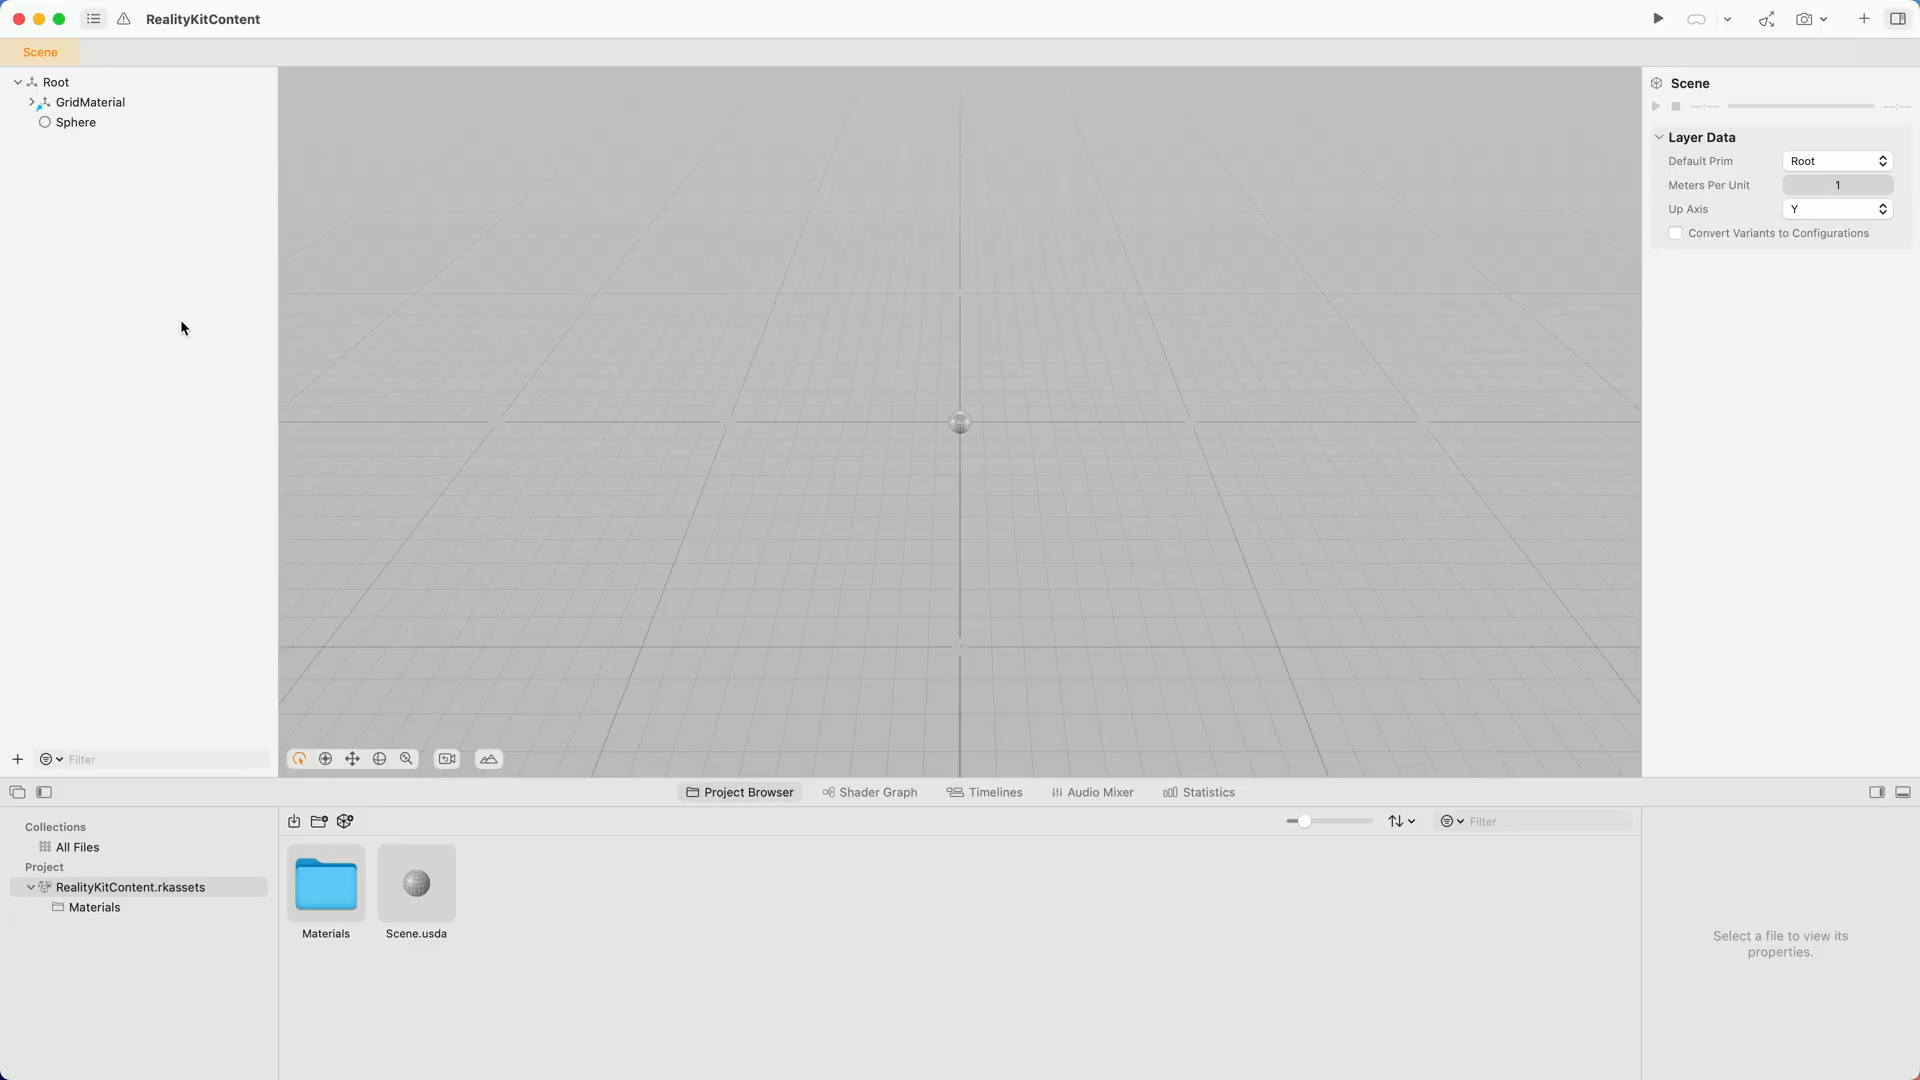 RealityKitContent
Scene
Root
GridMaterial
Sphere
Filter
Scene
Layer Data
Default Prim
Root
Meters Per Unit
1
Up Axis
Y
Convert Variants to Configurations
Project Browser
Shader Graph
Timelines
Audio Mixer
Statistics
Collections
All Files
Project
RealityKitContent.rkassets
Materials
Filter
Materials
Scene.usda
Select a file to view its
properties.